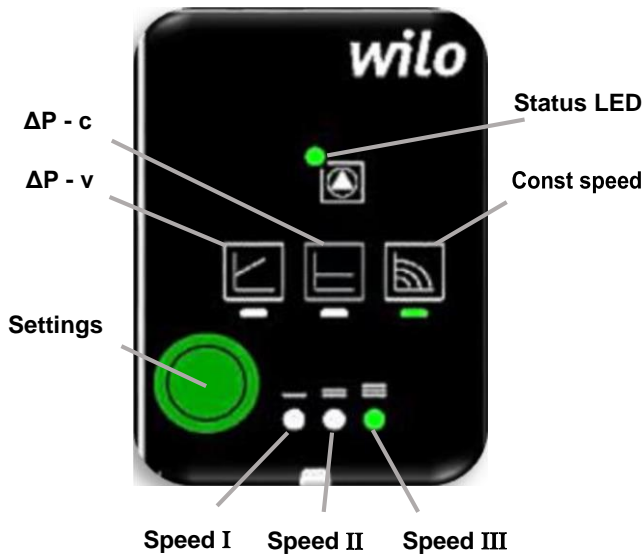 wilo
Status LED
ΔP - c
ΔP - v
Const speed
Settings
Speed I
Speed II
Speed III